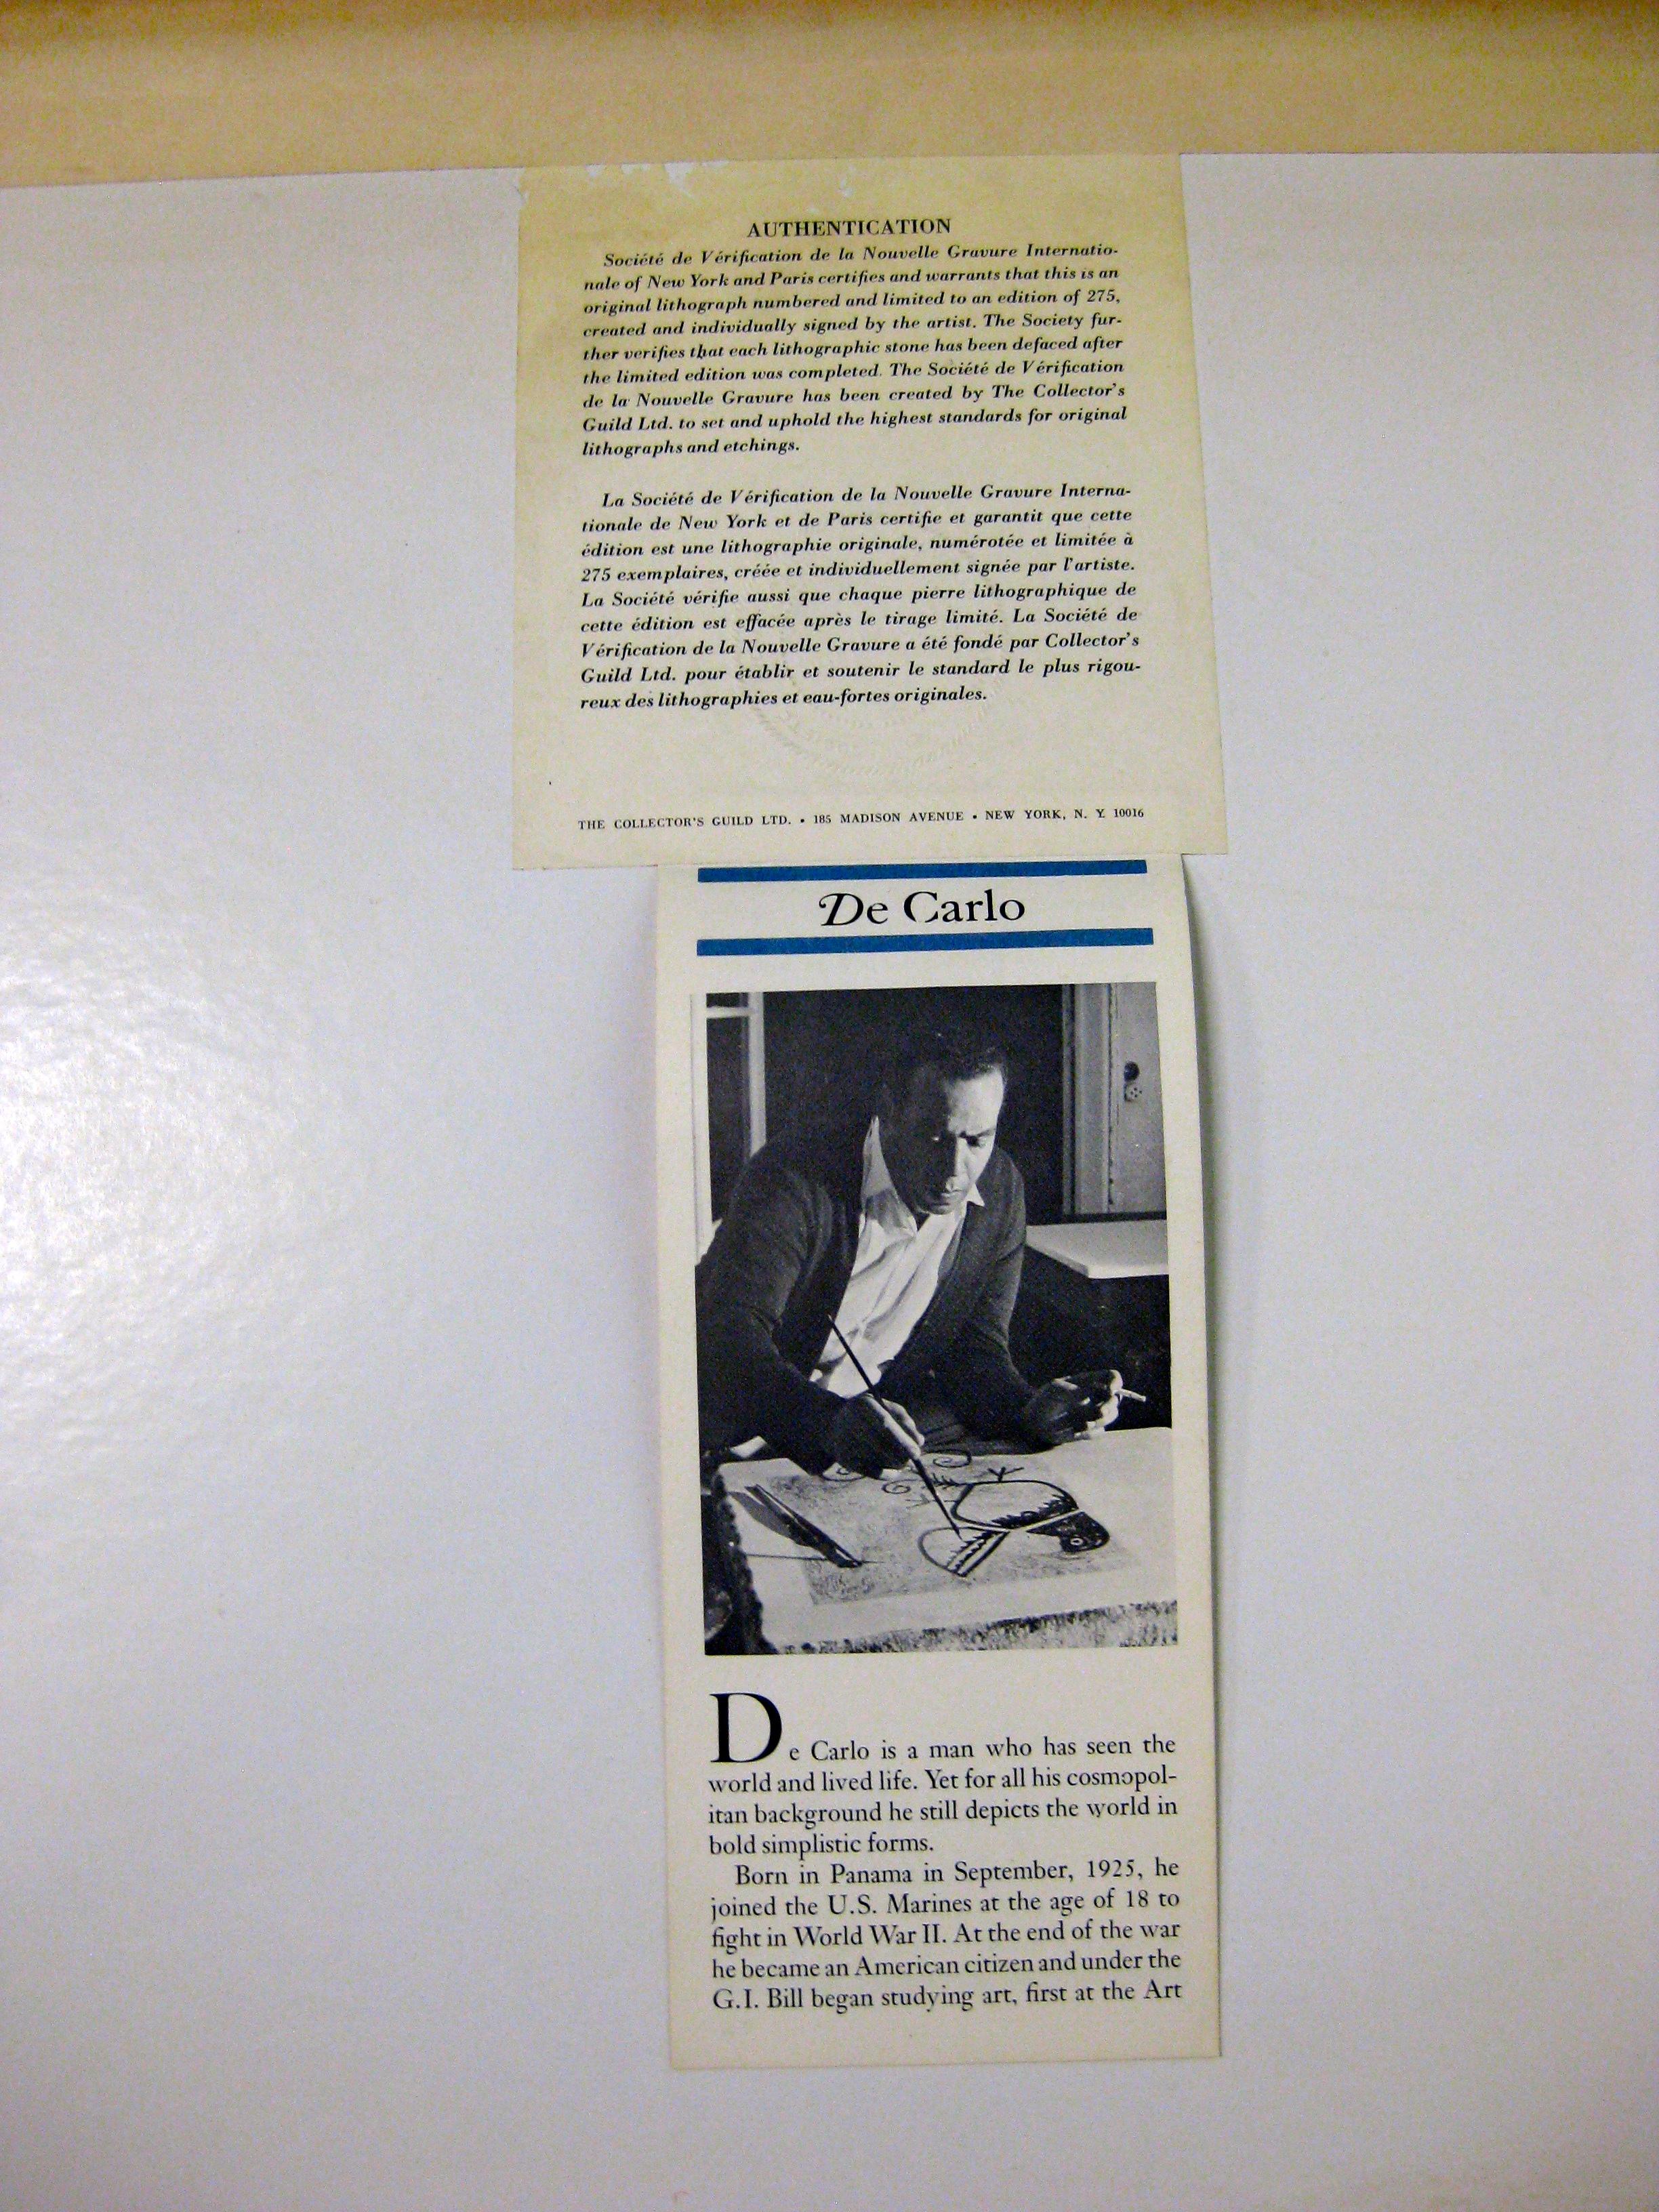 AUTHENTICATION
Société de Vérification de la Nouvelle Gravure Internatio-
nale of New York and Paris certifies and warrants that this is an
original lithograph numbered and limited to an edition of 275,
created and individually signed by the artist. The Society fur-
ther verifies that each lithographic stone has been defaced after
the limited edition was completed. The Société de Vérification
de la Nouvelle Gravure has been created by The Collector's
Guild Ltd. to set and uphold the highest standards for original
lithographs and etchings.
La Société de Vérification de la Nouvelle Gravure Interna-
tionale de New York et de Paris certifie et garantit que cette
édition est une lithographie originale, numérotée et limitée à
275 exemplaires, créée et individuellement signée par l'artiste.
La Société vérifie aussi que chaque pierre lithographique de
cette édition est effacée après le tirage limité. La Société de
Vérification de la Nouvelle Gravure a été fondé par Collector's
Guild Ltd. pour établir et soutenir le standard le plus rigou-
reux des lithographies et eau-fortes originales.
THE COLLECTOR'S GUILD LTD. • 185 MADISON AVENUE • NEW YORK, N. Y. 10016
De Carlo
De Carlo is a man who has seen the
world and lived life. Yet for all his cosmopol-
itan background he still depicts the world in
bold simplistic forms.
Born in Panama in September, 1925, he
joined the U.S. Marines at the age of 18 to
fight in World War II. At the end of the war
he became an American citizen and under the
G.I. Bill began studying art, first at the Art